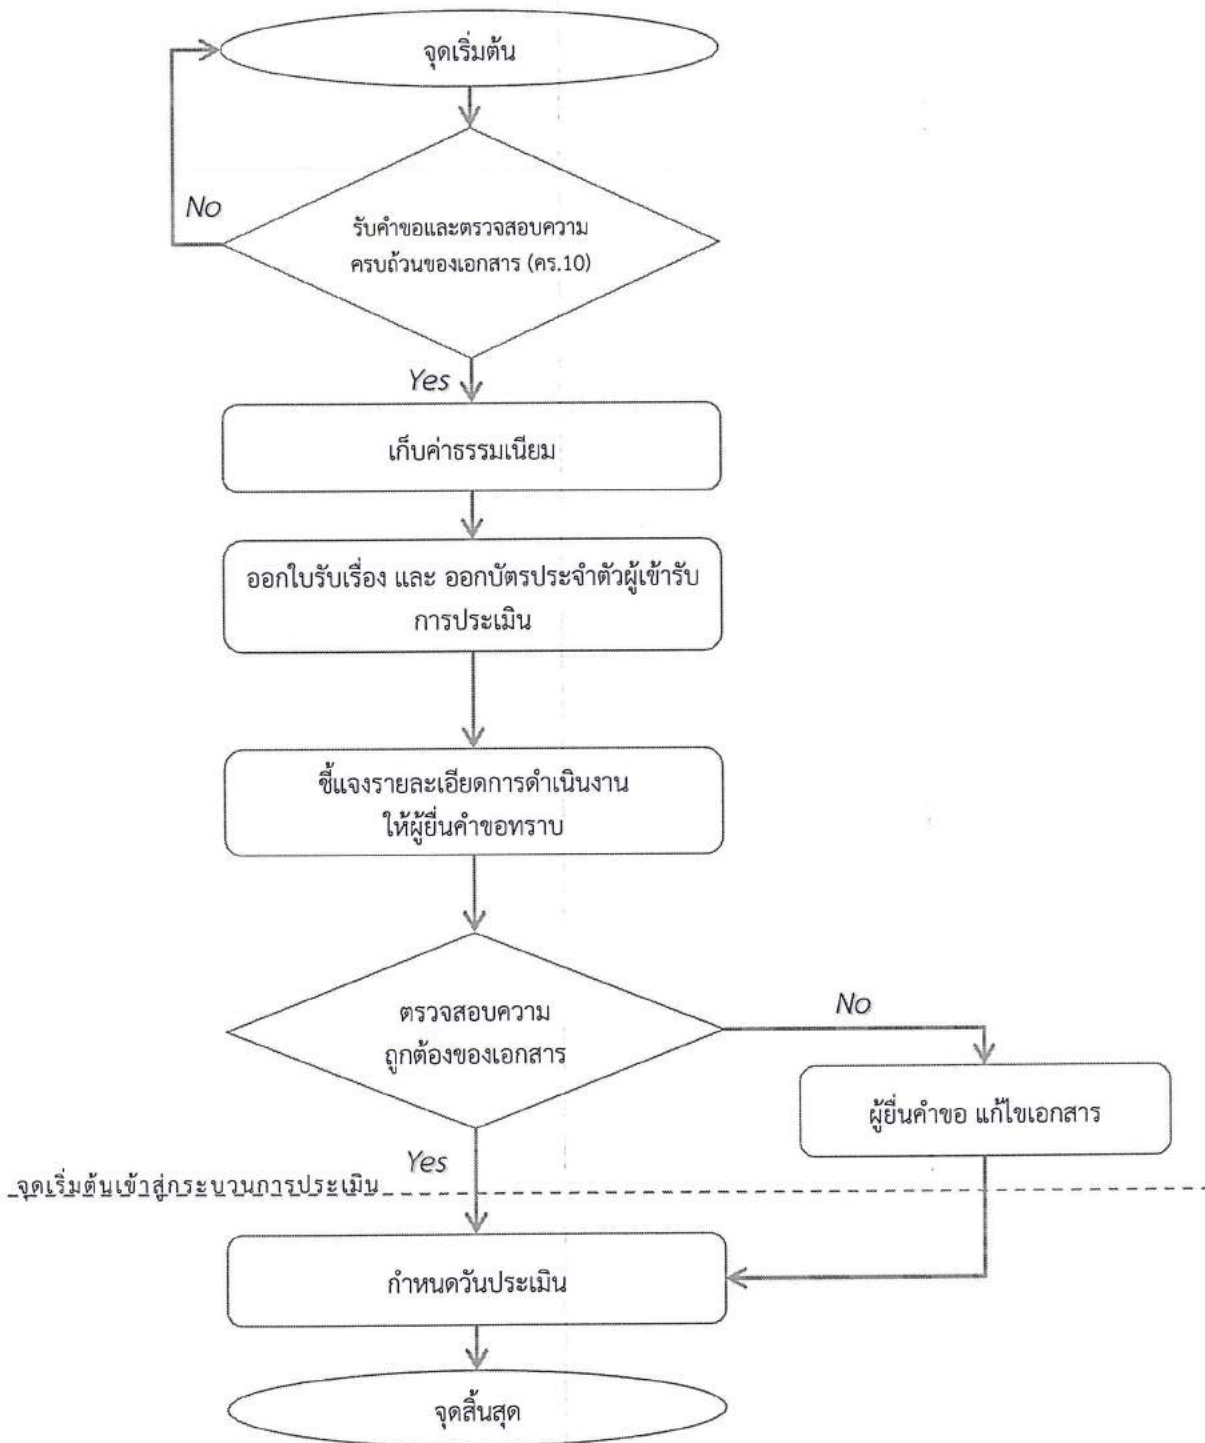 จุดเริ่มต้น
No
รับคำขอและตรวจสอบความ
ครบถ้วนของเอกสาร (คร.10)
Yes
เก็บค่าธรรมเนียม
ออกใบรับเรื่อง และ ออกบัตรประจำตัวผู้เข้ารับ
การประเมิน
ชี้แจงรายละเอียดการดำเนินงาน
ให้ผู้ยื่นคำขอทราบ
ตรวจสอบความ
ถูกต้องของเอกสาร
No
ผู้ยื่นคำขอ แก้ไขเอกสาร
Yes
จุดเริ่มต้นเข้าสู่กระบวนการประเมิน
กำหนดวันประเมิน
จุดสิ้นสุด